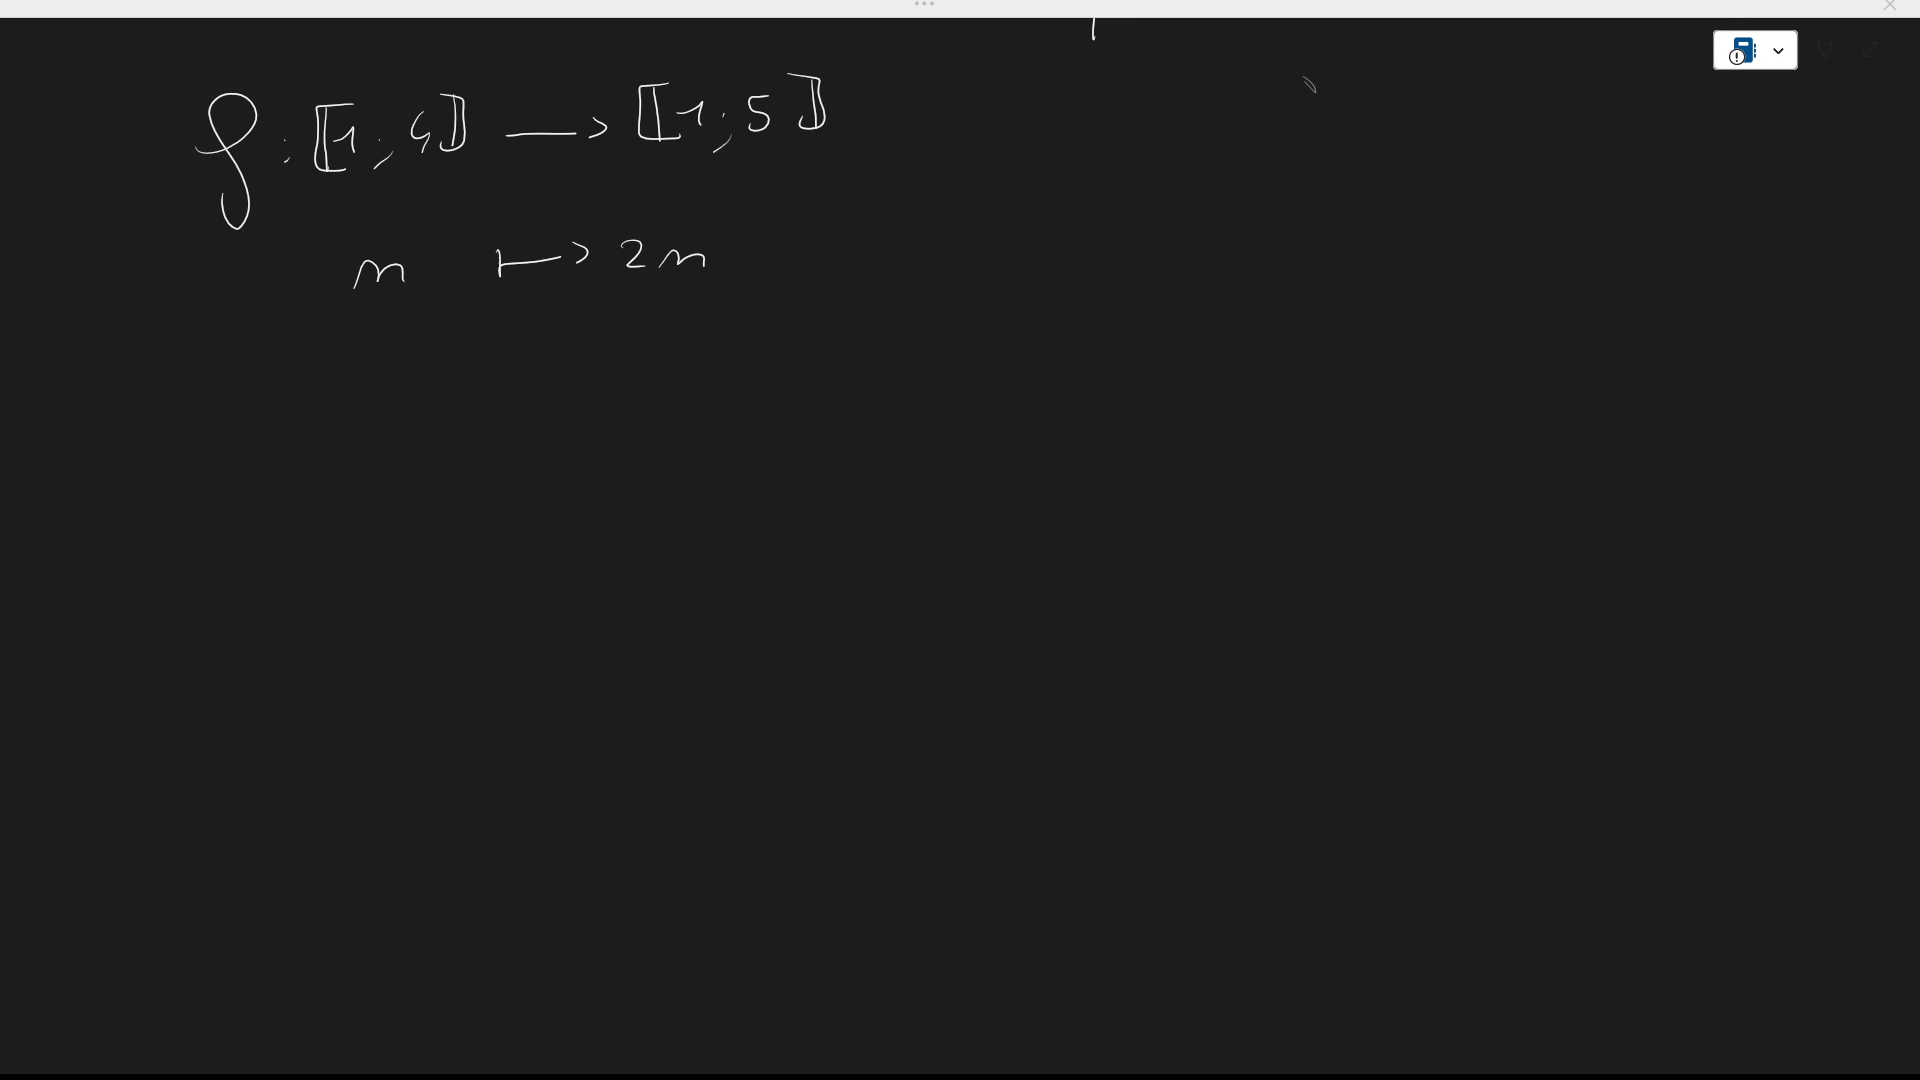 f : ⟦1 ; 4⟧ ⟶ ⟦1 ; 5⟧
n ⟼ 2n